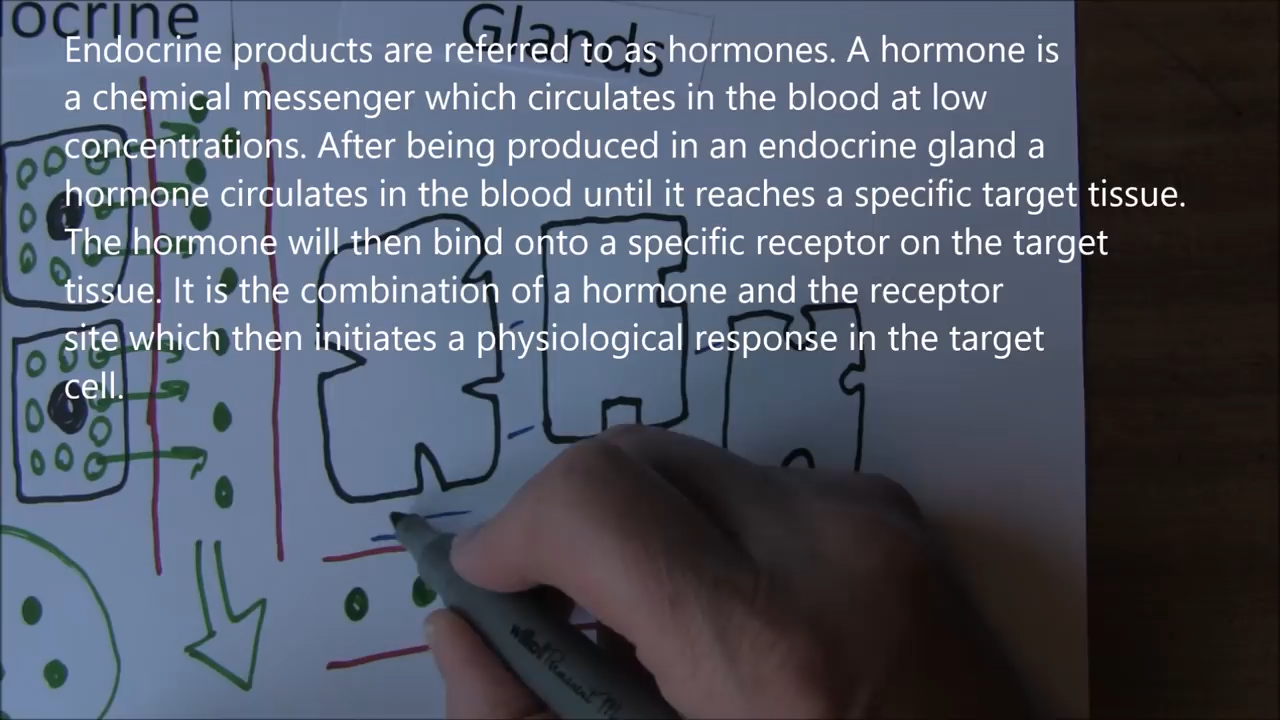 ocrine
Glands
Endocrine products are referred to as hormones. A hormone is
a chemical messenger which circulates in the blood at low
concentrations. After being produced in an endocrine gland a
hormone circulates in the blood until it reaches a specific target tissue.
The hormone will then bind onto a specific receptor on the target
tissue. It is the combination of a hormone and the receptor
site which then initiates a physiological response in the target
cell.